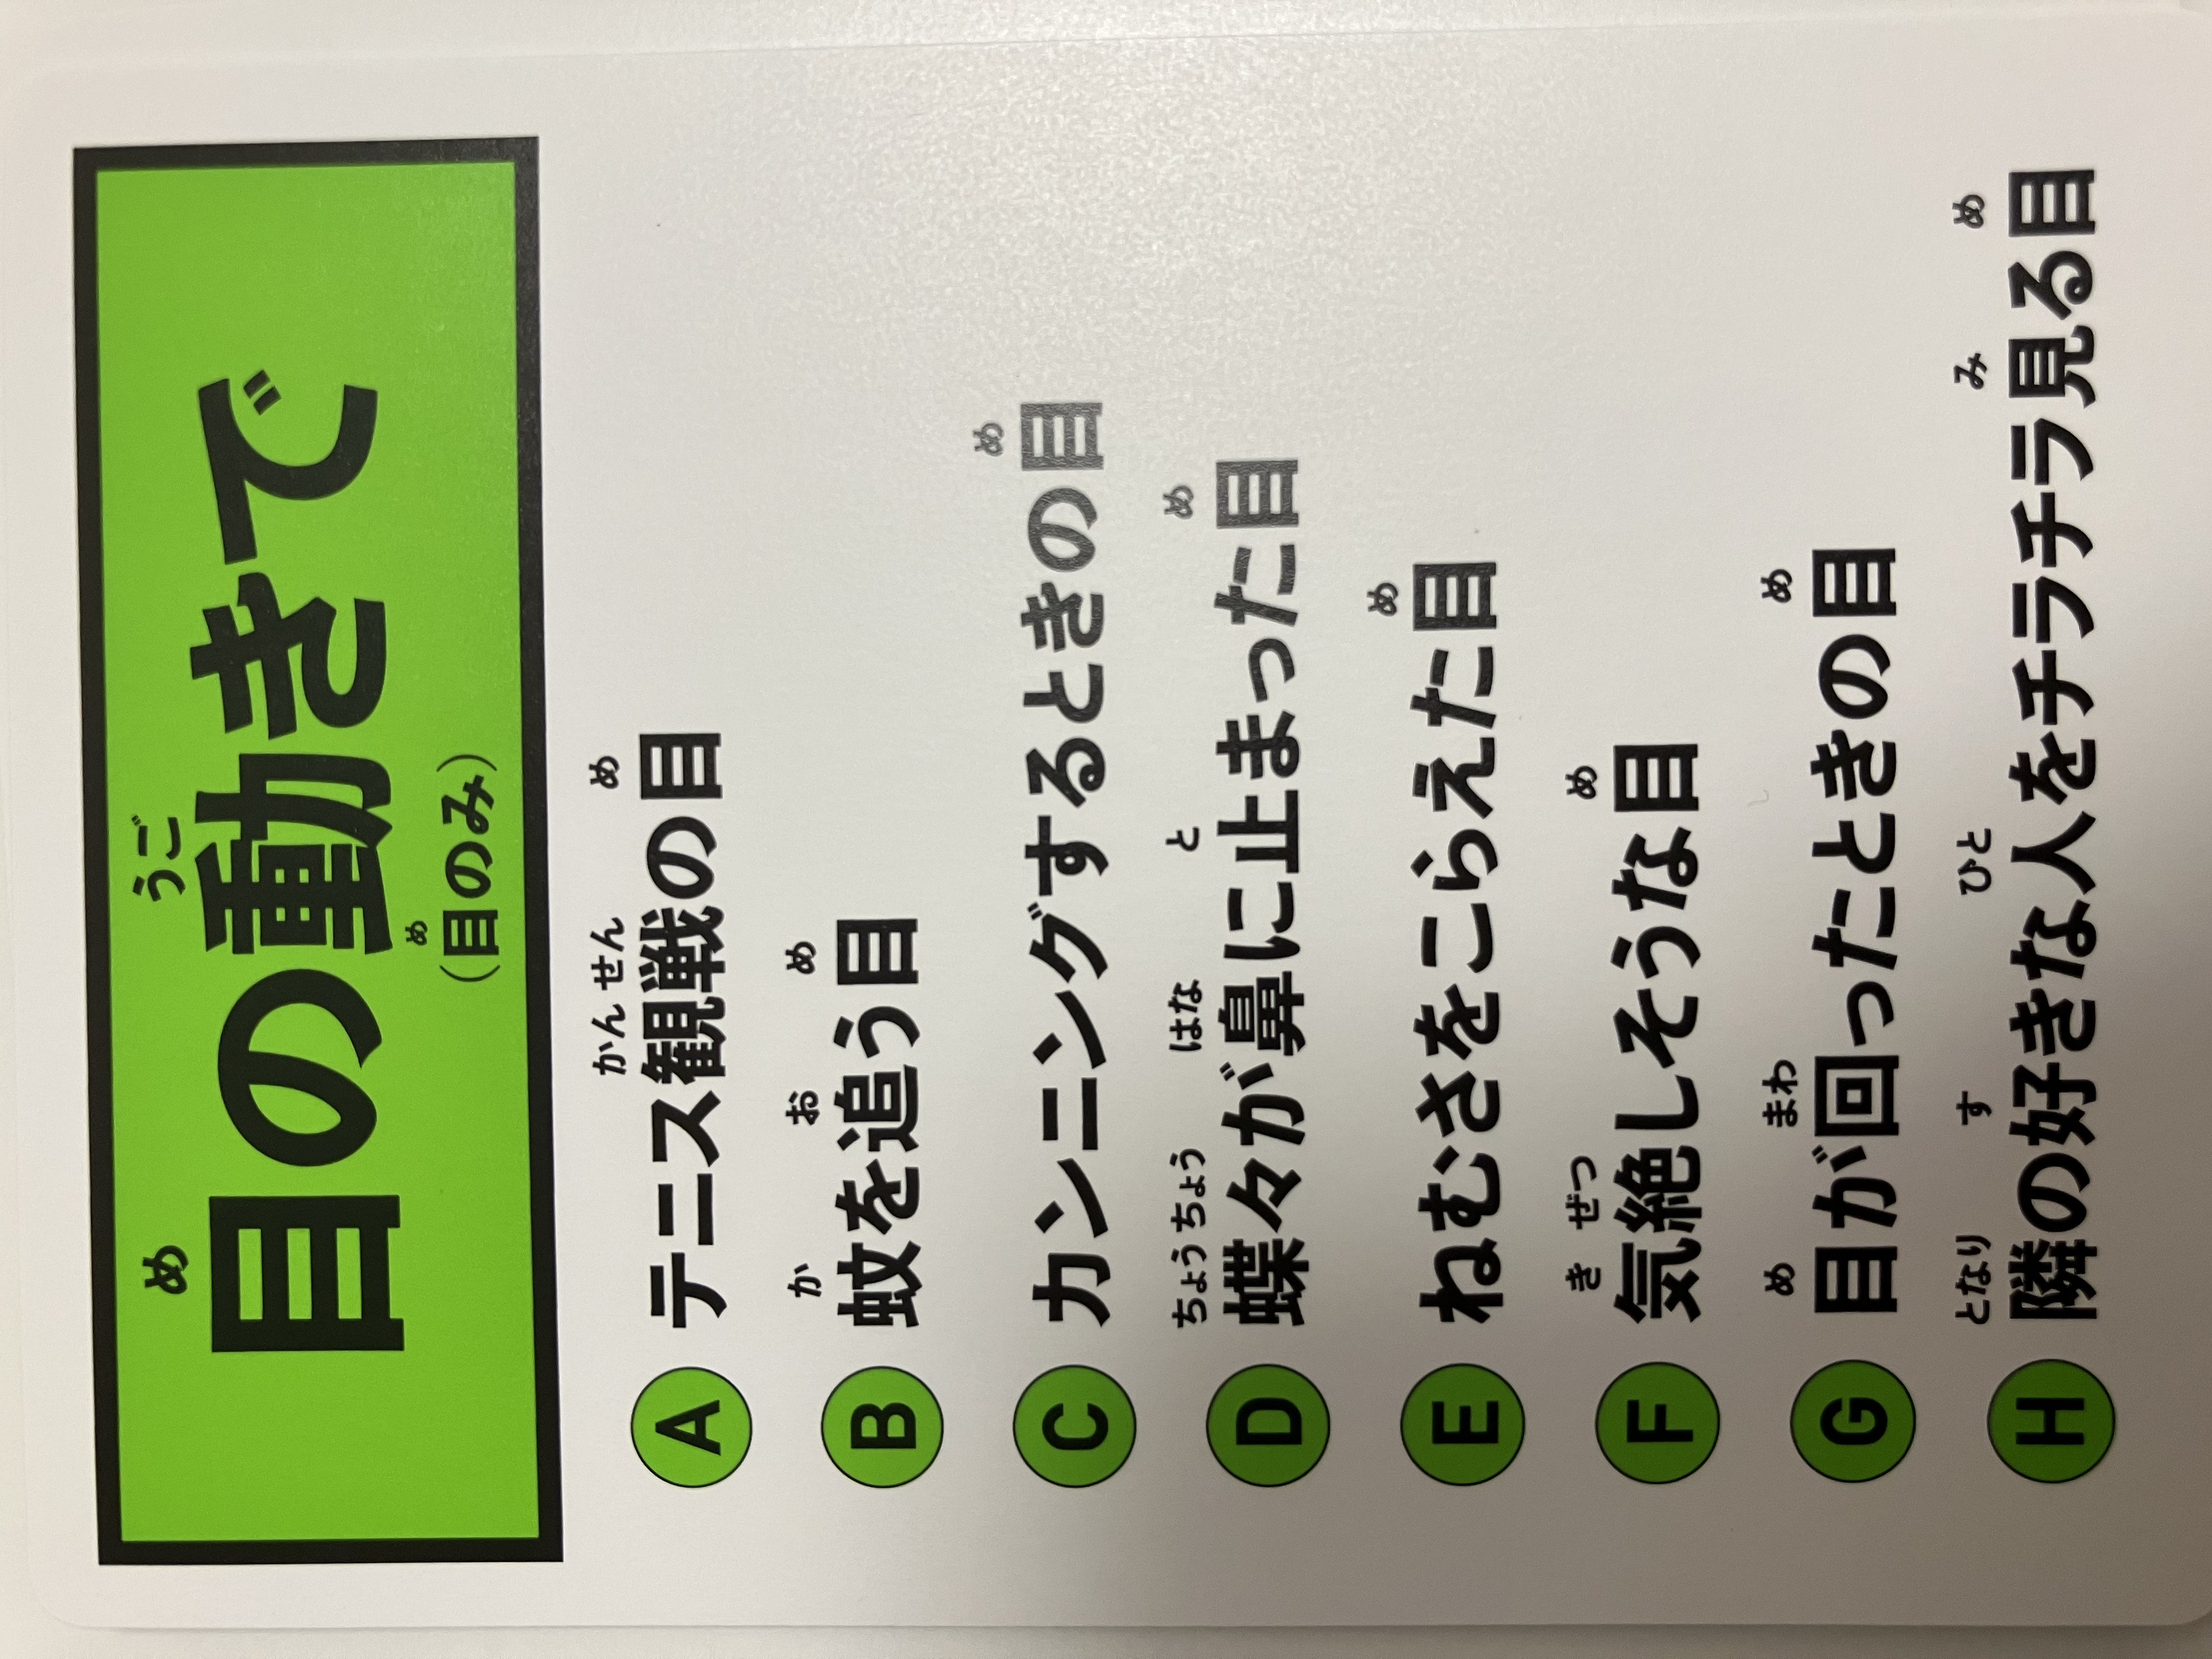 め うご
目の動きで
め
（目のみ）
かん せん め
A テニス観戦の目
か お め
B 蚊を追う目
め
C カンニングするときの目
ちょう ちょう はな と め
D 蝶々が鼻に止まった目
め
E ねむさをこらえた目
き ぜつ め
F 気絶しそうな目
め まわ め
G 目が回ったときの目
となり す ひと み め
H 隣の好きな人をチラチラ見る目